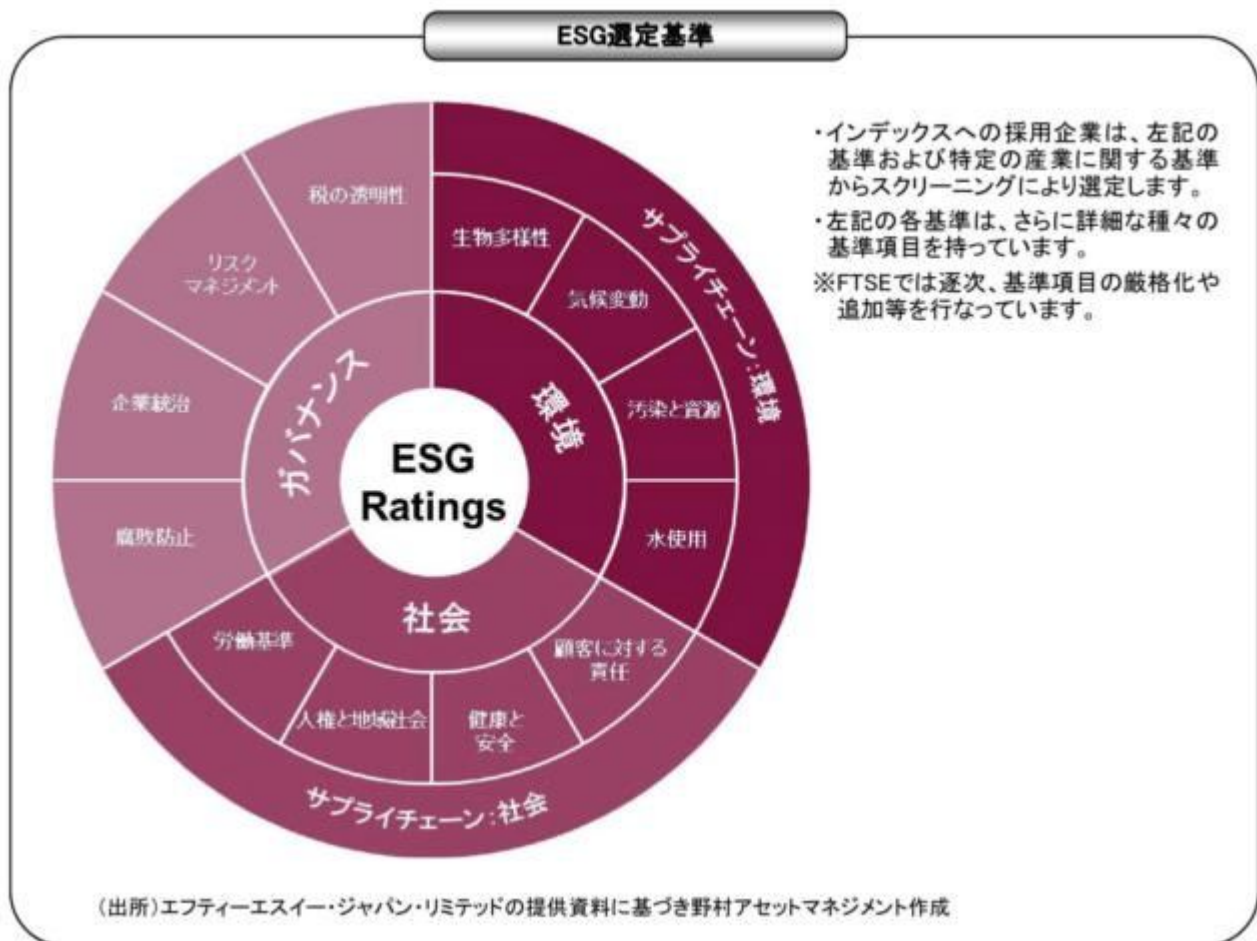 ESG選定基準
税の透明性
リスク
マネジメント
企業統治
腐敗防止
ガバナンス
生物多様性
気候変動
汚染と資源
水使用
環境
サプライチェーン:環境
ESG
Ratings
社会
労働基準
人権と地域社会
健康と
安全
顧客に対する
責任
サプライチェーン:社会
・インデックスへの採用企業は、左記の
基準および特定の産業に関する基準
からスクリーニングにより選定します。
・左記の各基準は、さらに詳細な種々の
基準項目を持っています。
※FTSEでは逐次、基準項目の厳格化や
追加等を行なっています。
(出所)エフティーエスイー・ジャパン・リミテッドの提供資料に基づき野村アセットマネジメント作成